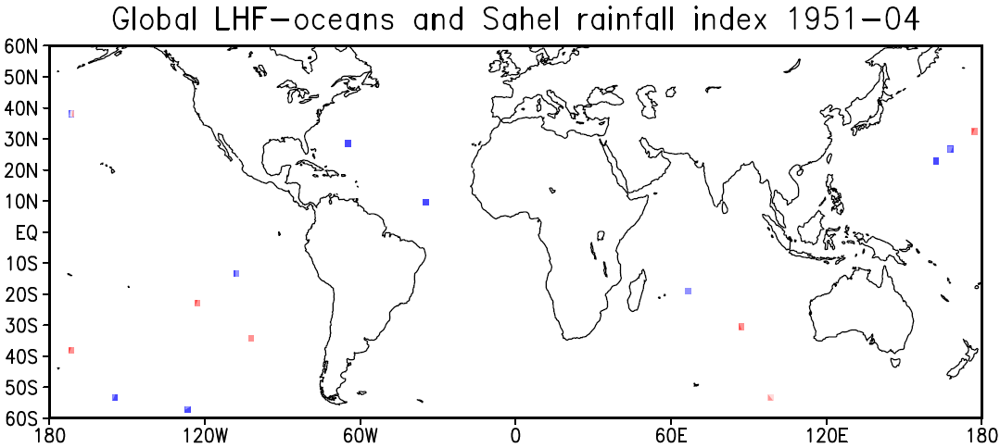 Global LHF-oceans and Sahel rainfall index 1951-04
60N
50N
40N
30N
20N
10N
EQ
10S
20S
30S
40S
50S
60S
180 120W 60W 0 60E 120E 180